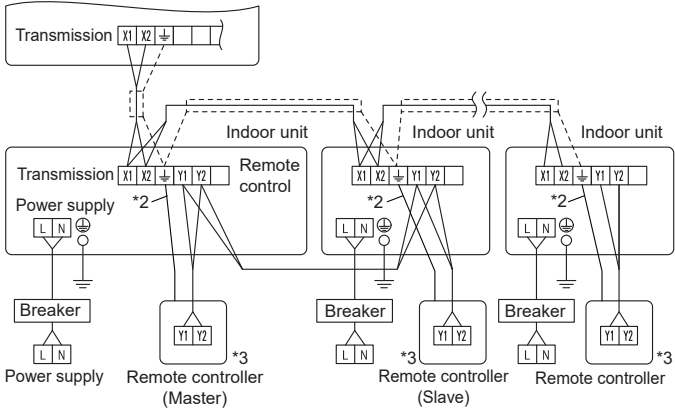 Transmission X1 X2
Indoor unit Indoor unit Indoor unit
Transmission X1 X2 Y1 Y2 Remote control X1 X2 Y1 Y2 X1 X2 Y1 Y2
*2 *2 *2
Power supply
L N L N L N
Breaker Breaker Breaker
Y1 Y2 Y1 Y2 Y1 Y2
L N *3 L N *3 L N *3
Power supply Remote controller (Master) Remote controller (Slave) Remote controller